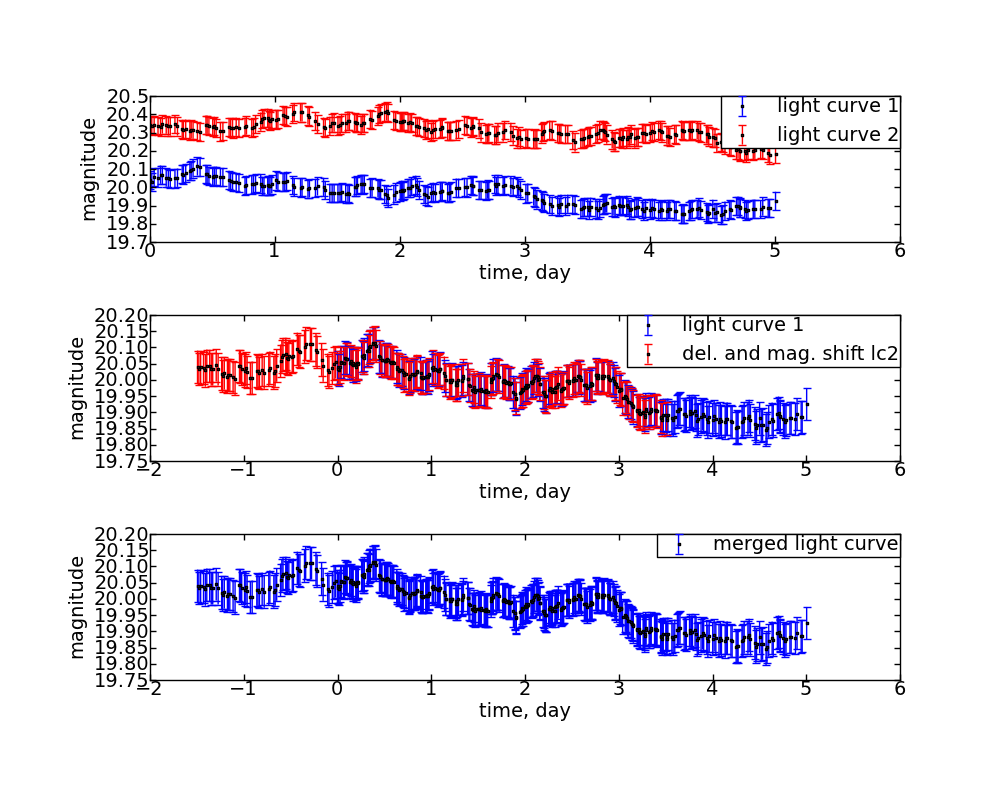 20.5
20.4
20.3
20.2
20.1
20.0
19.9
19.8
19.7
magnitude
light curve 1
light curve 2
0 1 2 3 4 5 6
time, day
20.20
20.15
20.10
20.05
20.00
19.95
19.90
19.85
19.80
19.75
magnitude
light curve 1
del. and mag. shift lc2
−2 −1 0 1 2 3 4 5 6
time, day
20.20
20.15
20.10
20.05
20.00
19.95
19.90
19.85
19.80
19.75
magnitude
merged light curve
−2 −1 0 1 2 3 4 5 6
time, day